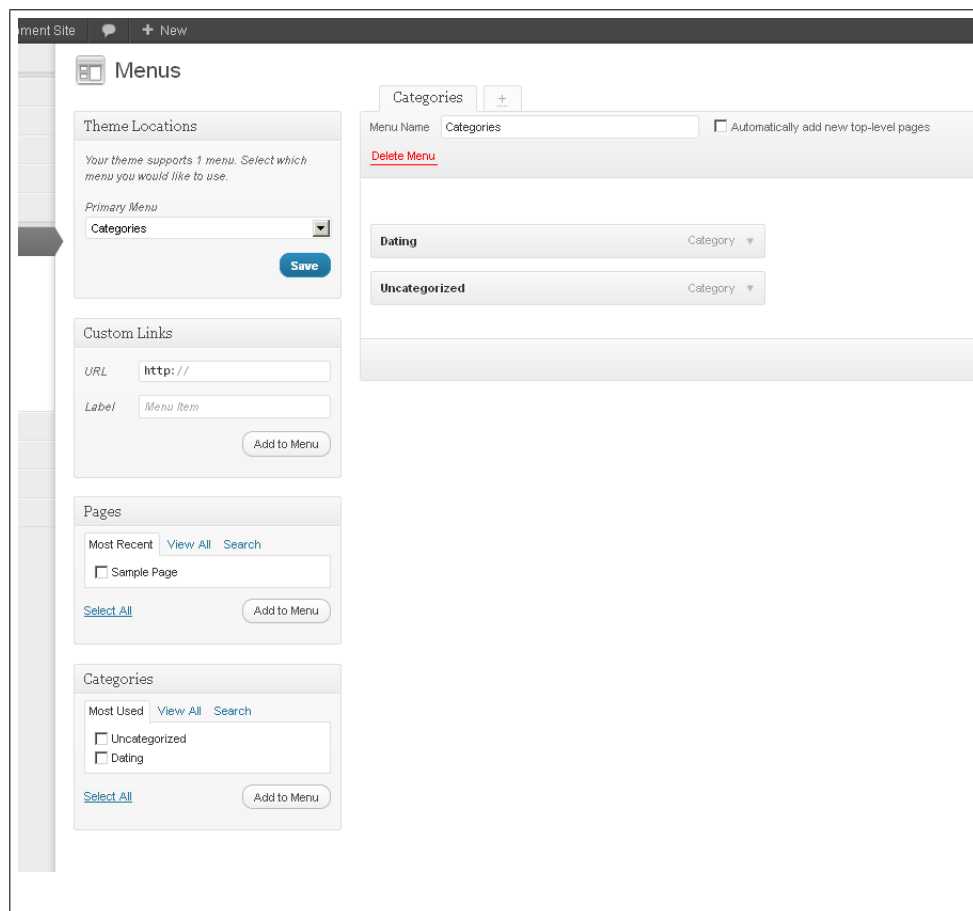 ment Site
+ New
Menus
Categories
+
Theme Locations
Your theme supports 1 menu. Select which
menu you would like to use.
Primary Menu
Categories
Save
Custom Links
URL http://
Label Menu Item
Add to Menu
Pages
Most Recent View All Search
Sample Page
Select All Add to Menu
Categories
Most Used View All Search
Uncategorized
Dating
Select All Add to Menu
Menu Name Categories Automatically add new top-level pages
Delete Menu
Dating Category
Uncategorized Category